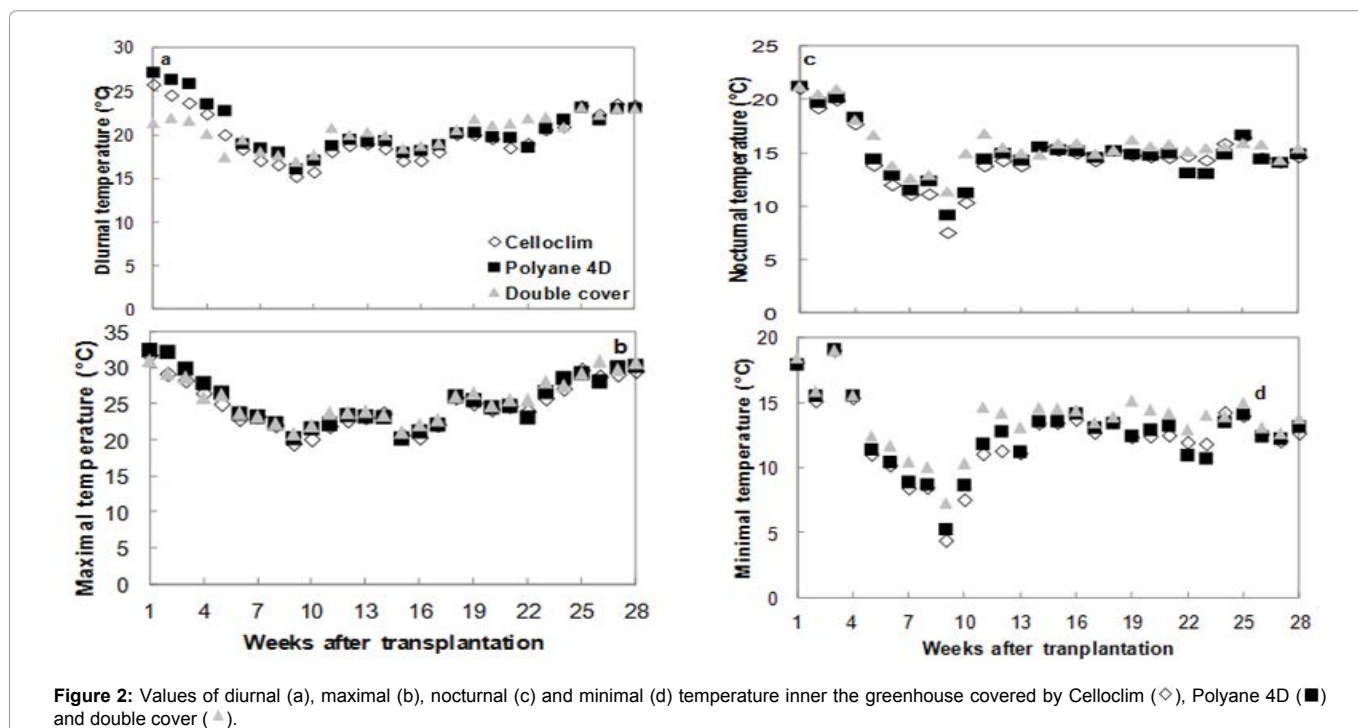 30
25
20
15
10
5
0
a
Diurnal temperature (°C)
◇ Celloclim
■ Polyane 4D
▲ Double cover
35
30
25
20
15
10
5
0
b
Maximal temperature (°C)
1 4 7 10 13 16 19 22 25 28
Weeks after transplantation
25
20
15
10
5
0
c
Nocturnal temperature (°C)
20
15
10
5
0
d
Minimal temperature (°C)
1 4 7 10 13 16 19 22 25 28
Weeks after tranplantation
Figure 2: Values of diurnal (a), maximal (b), nocturnal (c) and minimal (d) temperature inner the greenhouse covered by Celloclim (◇), Polyane 4D (■)
and double cover (▲).